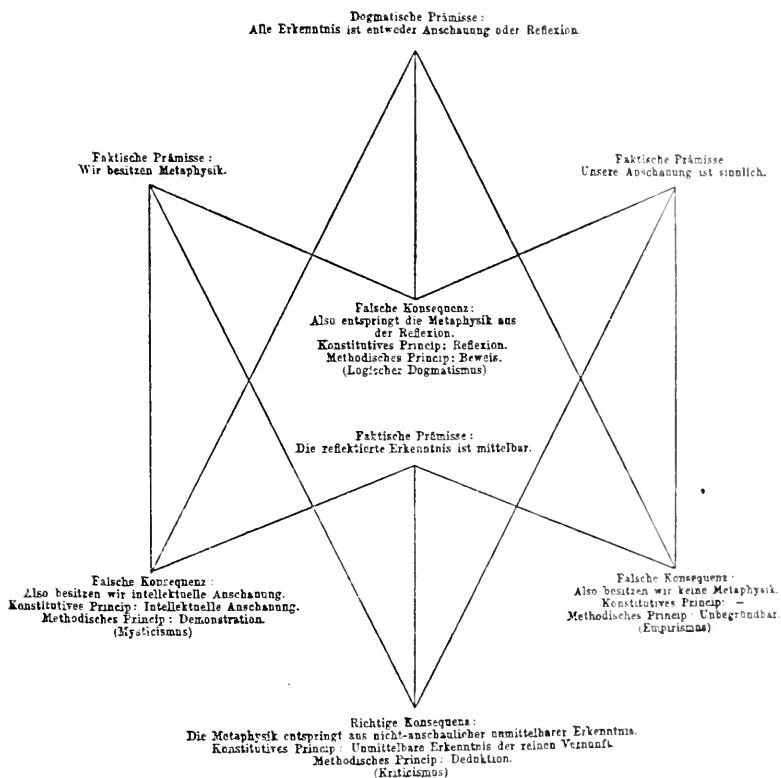 Dogmatische Prämisse:
Alle Erkenntnis ist entweder Anschauung oder Reflexion.
Faktische Prämisse:
Wir besitzen Metaphysik.
Faktische Prämisse
Unsere Anschauung ist sinnlich.
Falsche Konsequenz:
Also entspringt die Metaphysik aus
der Reflexion.
Konstitutives Princip: Reflexion.
Methodisches Princip: Beweis.
(Logischer Dogmatismus)
Faktische Prämisse:
Die reflektierte Erkenntnis ist mittelbar.
Falsche Konsequenz:
Also besitzen wir intellektuelle Anschauung.
Konstitutives Princip: Intellektuelle Anschauung.
Methodisches Princip: Demonstration.
(Mysticismus)
Falsche Konsequenz:
Also besitzen wir keine Metaphysik.
Konstitutives Princip: —
Methodisches Princip: Unbegründbar.
(Empirismus)
Richtige Konsequenz:
Die Metaphysik entspringt aus nicht-anschaulicher unmittelbarer Erkenntnis.
Konstitutives Princip: Unmittelbare Erkenntnis der reinen Vernunft.
Methodisches Princip: Deduktion.
(Kriticismus)